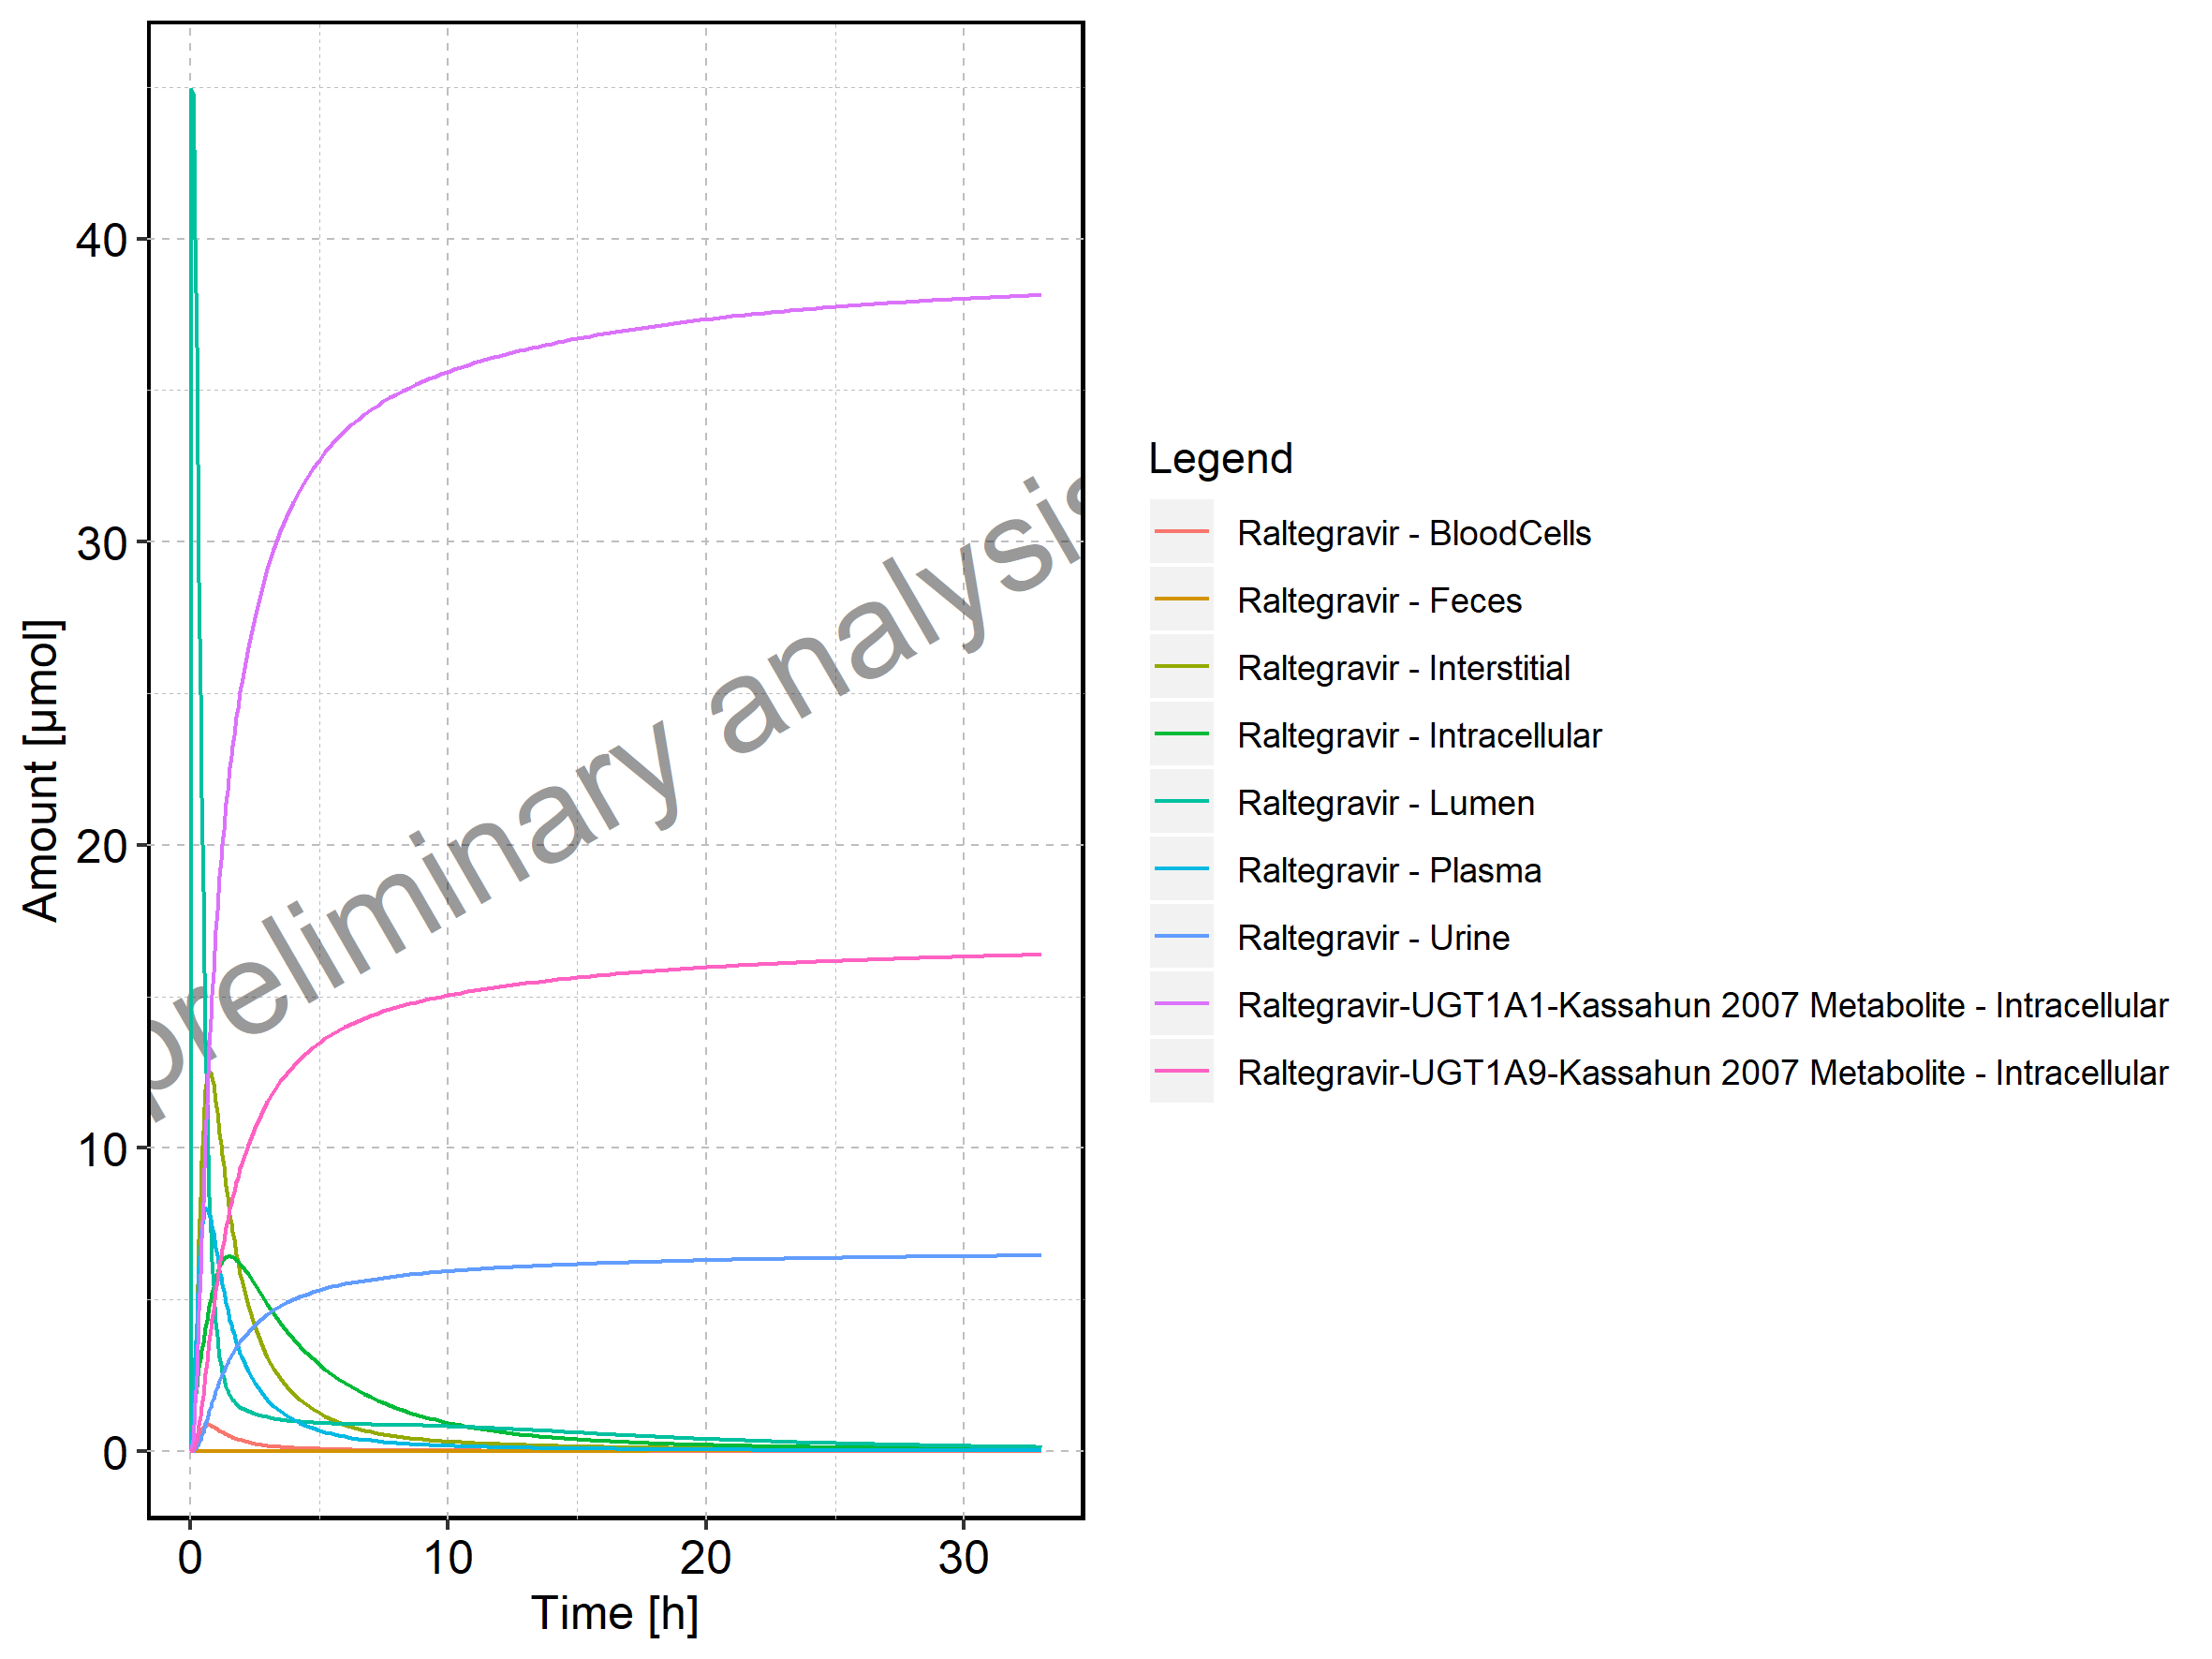 40
30
20
10
0
Amount [µmol]
0 10 20 30
Time [h]
preliminary analysis
Legend
Raltegravir - BloodCells
Raltegravir - Feces
Raltegravir - Interstitial
Raltegravir - Intracellular
Raltegravir - Lumen
Raltegravir - Plasma
Raltegravir - Urine
Raltegravir-UGT1A1-Kassahun 2007 Metabolite - Intracellular
Raltegravir-UGT1A9-Kassahun 2007 Metabolite - Intracellular